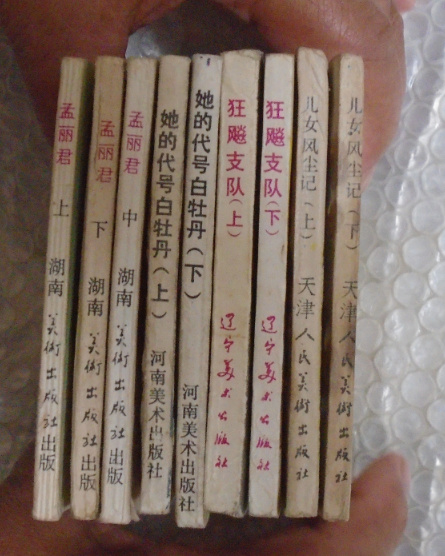 孟丽君 上 湖南美術出版社出版
孟丽君 下 湖南美術出版社出版
孟丽君 中 湖南美術出版社出版
她的代号白牡丹(上) 河南美术出版社
她的代号白牡丹(下) 河南美术出版社
狂飚支队(上) 辽宁美术出版社
狂飚支队(下) 辽宁美术出版社
儿女风尘记(上) 天津人民美術出版社
儿女风尘记(下) 天津人民美術出版社